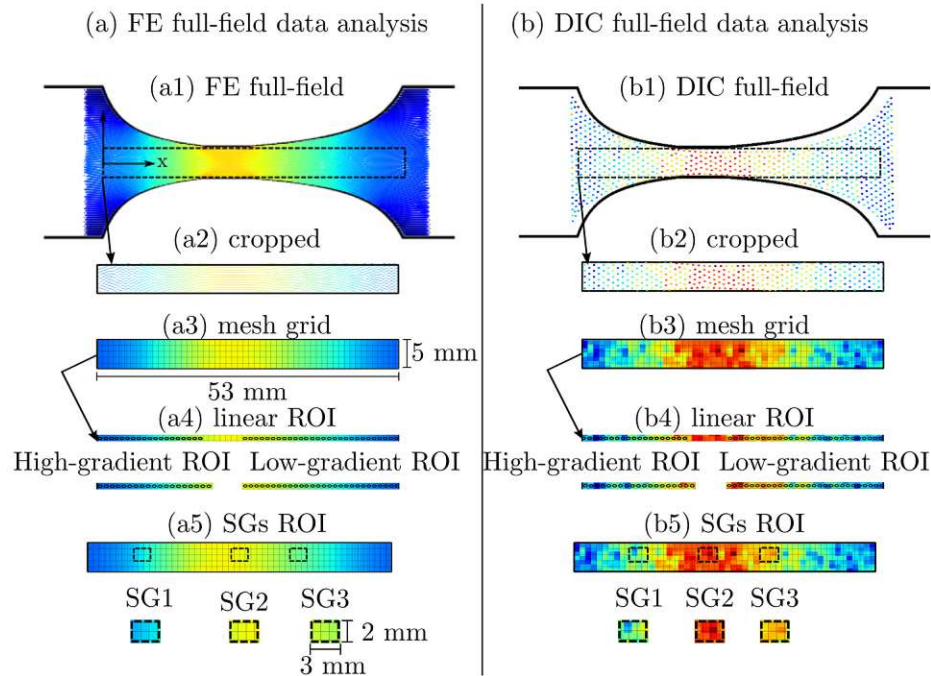 (a) FE full-field data analysis
(a1) FE full-field
x
(a2) cropped
(a3) mesh grid
5 mm
53 mm
(a4) linear ROI
High-gradient ROI Low-gradient ROI
(a5) SGs ROI
SG1 SG2 SG3
2 mm
3 mm
(b) DIC full-field data analysis
(b1) DIC full-field
(b2) cropped
(b3) mesh grid
(b4) linear ROI
High-gradient ROI Low-gradient ROI
(b5) SGs ROI
SG1 SG2 SG3